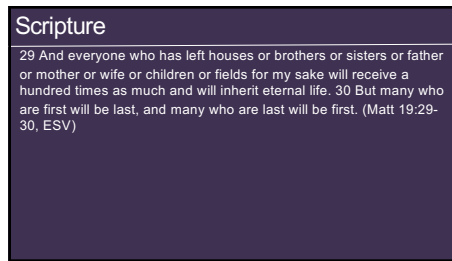 Scripture
29 And everyone who has left houses or brothers or sisters or father
or mother or wife or children or fields for my sake will receive a
hundred times as much and will inherit eternal life. 30 But many who
are first will be last, and many who are last will be first. (Matt 19:29-
30, ESV)